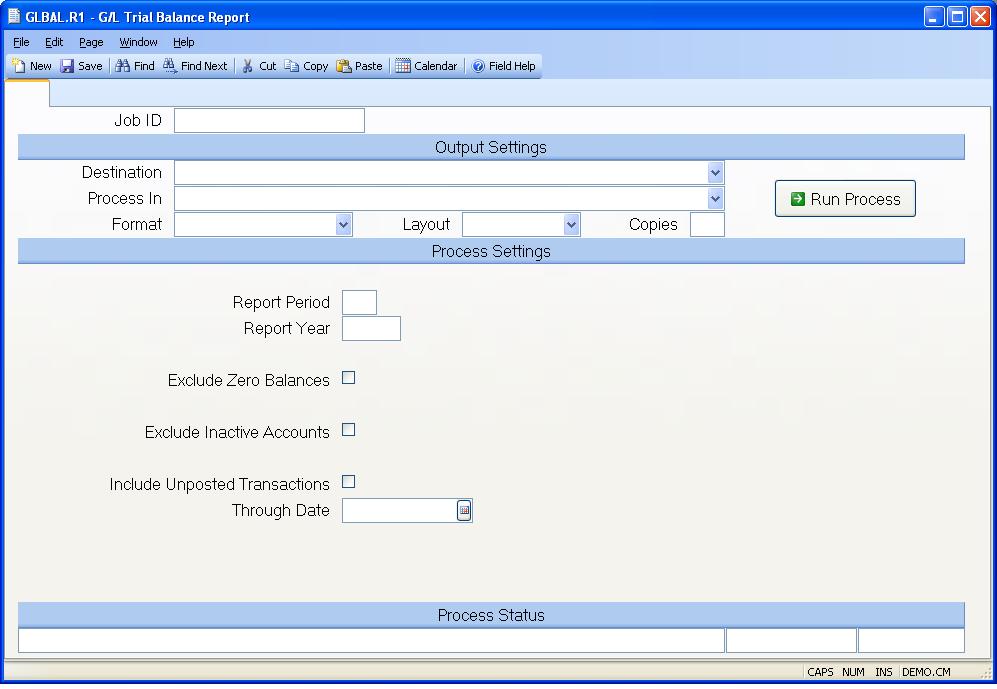 GLBAL.R1 - G/L Trial Balance Report
File Edit Page Window Help
New Save Find Find Next Cut Copy Paste Calendar Field Help
Job ID
Output Settings
Destination
Process In
Run Process
Format Layout Copies
Process Settings
Report Period
Report Year
Exclude Zero Balances
Exclude Inactive Accounts
Include Unposted Transactions
Through Date
Process Status
CAPS NUM INS DEMO.CM